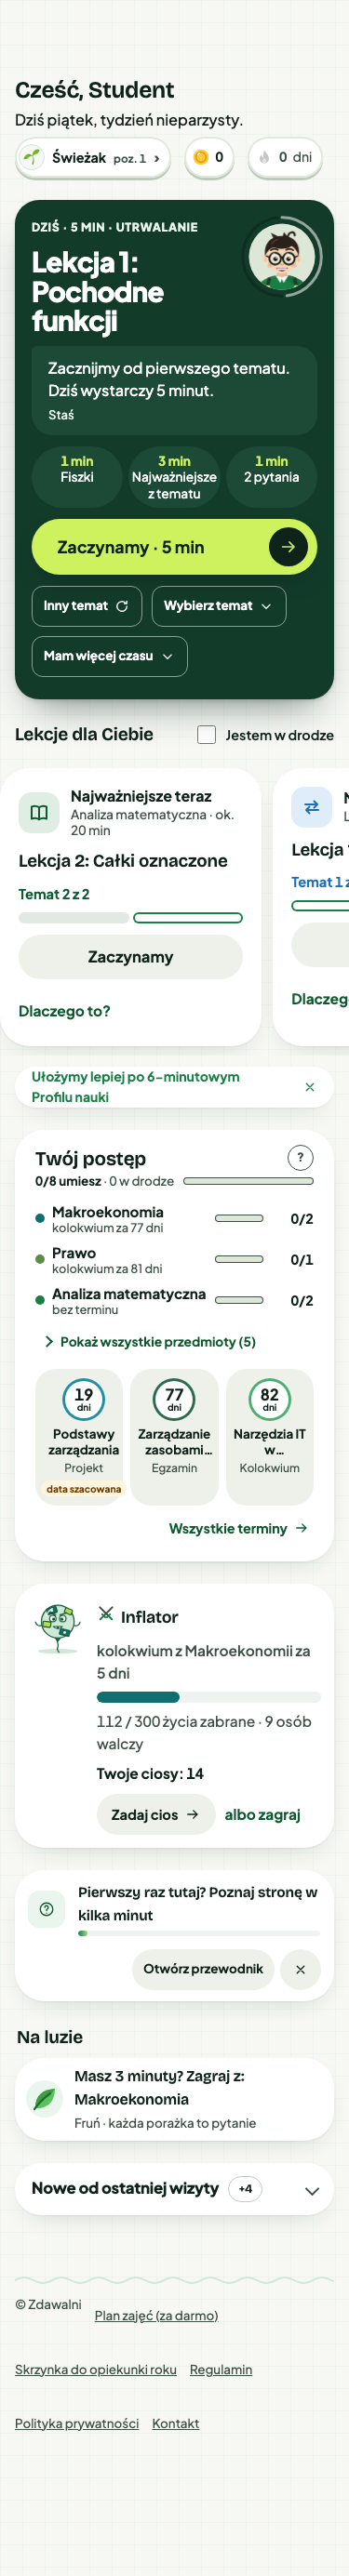 Cześć, Student
Dziś piątek, tydzień nieparzysty.
Świeżak poz. 1 › 0 0 dni
DZIŚ · 5 MIN · UTRWALANIE
Lekcja 1:
Pochodne
funkcji
Zacznijmy od pierwszego tematu.
Dziś wystarczy 5 minut.
Staś
1 min
Fiszki
3 min
Najważniejsze
z tematu
1 min
2 pytania
Zaczynamy · 5 min
Inny temat
Wybierz temat
Mam więcej czasu
Lekcje dla Ciebie
Jestem w drodze
Najważniejsze teraz
Analiza matematyczna · ok.
20 min
Lekcja 2: Całki oznaczone
Temat 2 z 2
Zaczynamy
Dlaczego to?
Lekcja
Temat 1 z
Dlaczeg
Ułożymy lepiej po 6-minutowym
Profilu nauki
Twój postęp
?
0/8 umiesz · 0 w drodze
Makroekonomia
kolokwium za 77 dni
0/2
Prawo
kolokwium za 81 dni
0/1
Analiza matematyczna
bez terminu
0/2
Pokaż wszystkie przedmioty (5)
19
dni
Podstawy
zarządzania
Projekt
data szacowana
77
dni
Zarządzanie
zasobami…
Egzamin
82
dni
Narzędzia IT
w…
Kolokwium
Wszystkie terminy →
Inflator
kolokwium z Makroekonomii za
5 dni
112 / 300 życia zabrane · 9 osób
walczy
Twoje ciosy: 14
Zadaj cios →
albo zagraj
Pierwszy raz tutaj? Poznaj stronę w
kilka minut
Otwórz przewodnik
Na luzie
Masz 3 minuty? Zagraj z:
Makroekonomia
Fruń · każda porażka to pytanie
Nowe od ostatniej wizyty +4
© Zdawalni
Plan zajęć (za darmo)
Skrzynka do opiekunki roku
Regulamin
Polityka prywatności
Kontakt